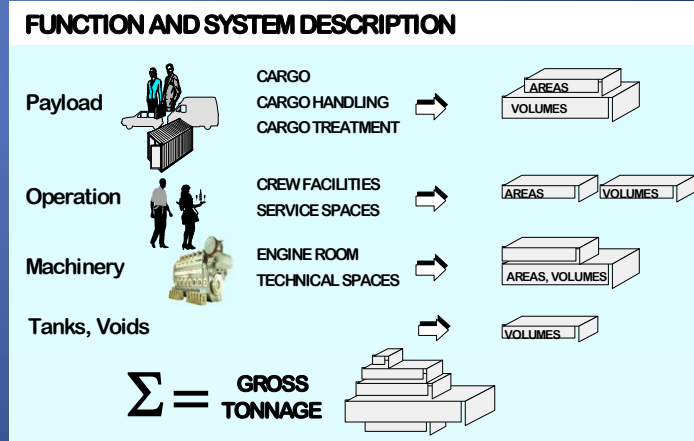 FUNCTION AND SYSTEM DESCRIPTION
Payload
CARGO
CARGO HANDLING
CARGO TREATMENT
AREAS
VOLUMES
Operation
CREW FACILITIES
SERVICE SPACES
AREAS
VOLUMES
Machinery
ENGINE ROOM
TECHNICAL SPACES
AREAS, VOLUMES
Tanks, Voids
VOLUMES
Σ = GROSS
TONNAGE